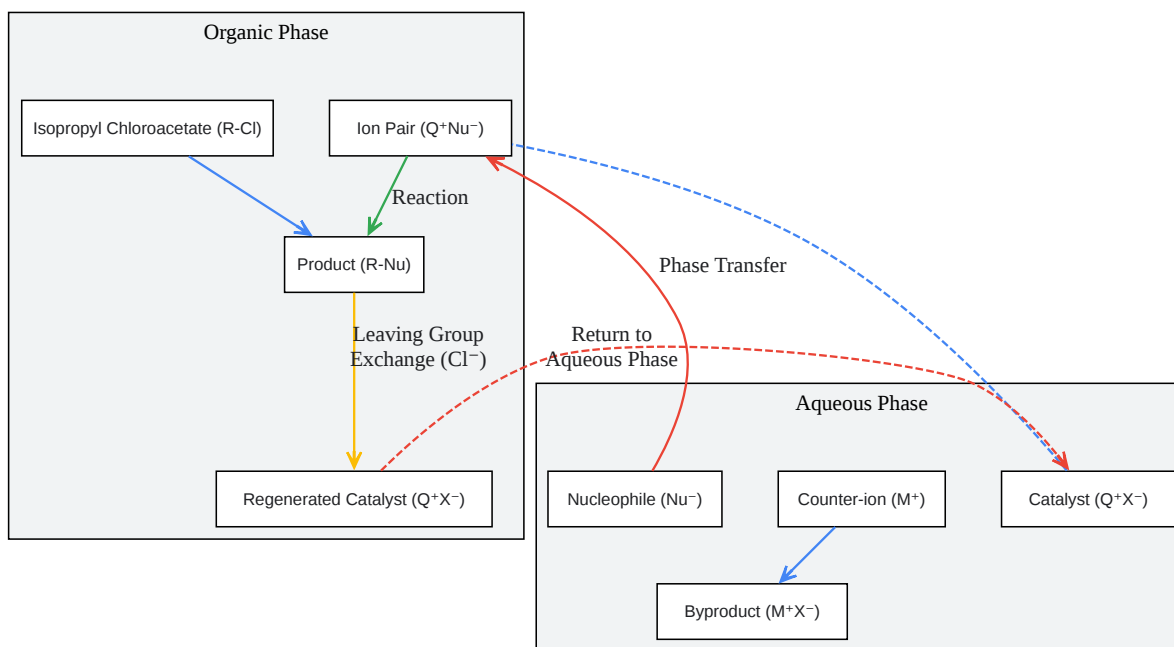 Organic Phase
Isopropyl Chloroacetate (R-Cl)
Ion Pair (Q⁺Nu⁻)
Reaction
Product (R-Nu)
Phase Transfer
Leaving Group
Exchange (Cl⁻)
Return to
Aqueous Phase
Aqueous Phase
Regenerated Catalyst (Q⁺X⁻)
Nucleophile (Nu⁻)
Counter-ion (M⁺)
Catalyst (Q⁺X⁻)
Byproduct (M⁺X⁻)